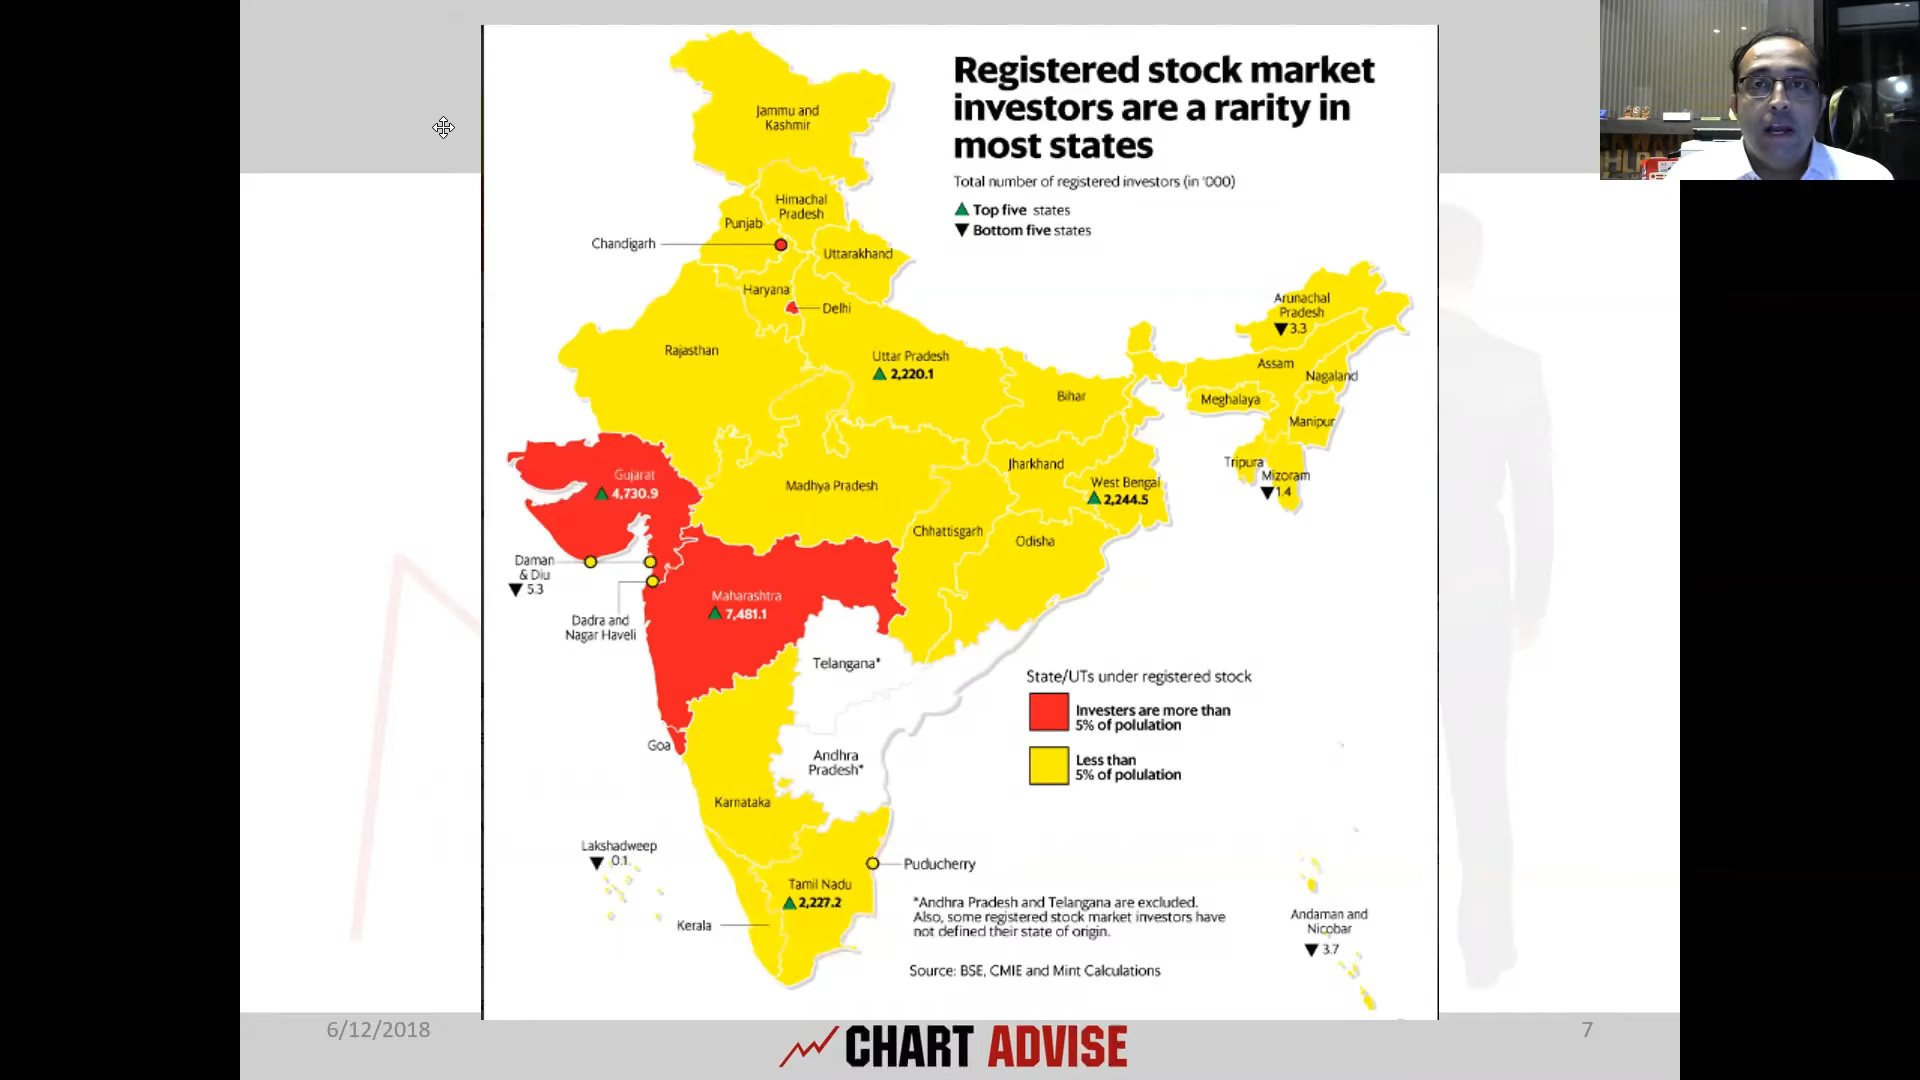 Registered stock market
investors are a rarity in
most states
Total number of registered investors (in '000)
▲ Top five states
▼ Bottom five states
Jammu and
Kashmir
Himachal
Pradesh
Punjab
Chandigarh
Uttarakhand
Haryana
Delhi
Arunachal
Pradesh
▼3.3
Rajasthan
Uttar Pradesh
▲ 2,220.1
Assam
Nagaland
Bihar
Meghalaya
Manipur
Gujarat
▲ 4,730.9
Madhya Pradesh
Jharkhand
West Bengal
▲ 2,244.5
Tripura
Mizoram
▼1.4
Chhattisgarh
Odisha
Daman
& Diu
▼ 5.3
Dadra and
Nagar Haveli
Maharashtra
▲ 7,481.1
Telangana*
State/UTs under registered stock
Investers are more than
5% of polulation
Less than
5% of polulation
Goa
Andhra
Pradesh*
Karnataka
Lakshadweep
▼ 0.1
Puducherry
Tamil Nadu
▲ 2,227.2
Kerala
*Andhra Pradesh and Telangana are excluded.
Also, some registered stock market investors have
not defined their state of origin.
Andaman and
Nicobar
▼ 3.7
Source: BSE, CMIE and Mint Calculations
6/12/2018
CHART ADVISE
7